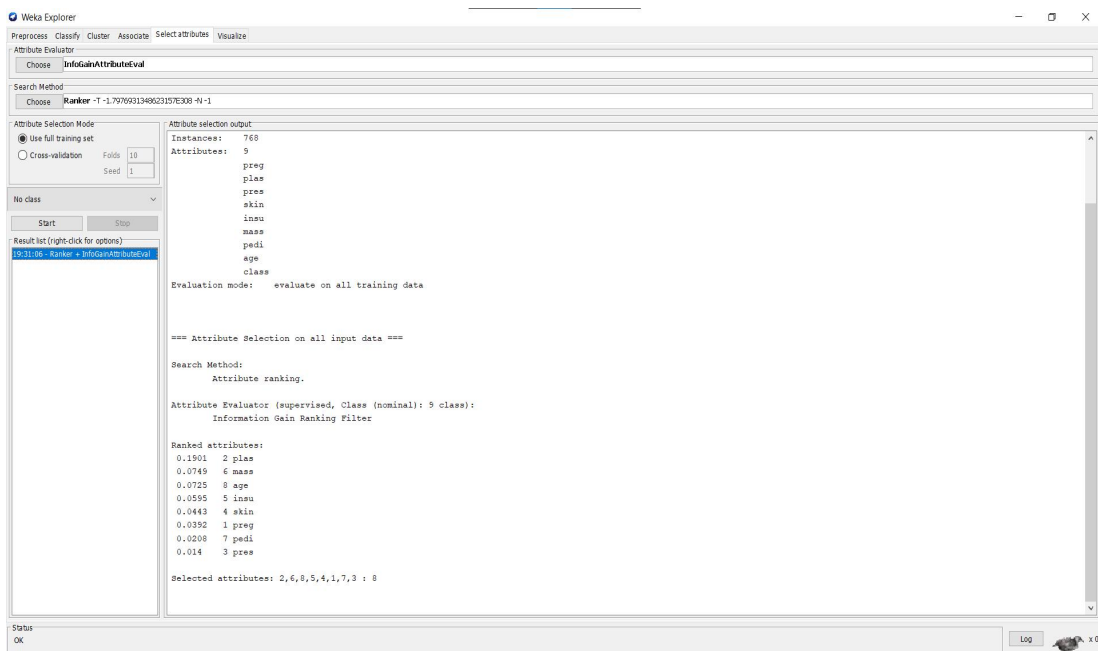 Weka Explorer
Preprocess Classify Cluster Associate Select attributes Visualize
Attribute Evaluator
Choose InfoGainAttributeEval
Search Method
Choose Ranker -T -1.7976931348623157E308 -N -1
Attribute Selection Mode
Use full training set
Cross-validation Folds 10
Seed 1
No class
Start Stop
Result list (right-click for options)
19:31:06 - Ranker + InfoGainAttributeEval
Attribute selection output
Instances: 768
Attributes: 9
preg
plas
pres
skin
insu
mass
pedi
age
class
Evaluation mode: evaluate on all training data
=== Attribute Selection on all input data ===
Search Method:
Attribute ranking.
Attribute Evaluator (supervised, Class (nominal): 9 class):
Information Gain Ranking Filter
Ranked attributes:
0.1901 2 plas
0.0749 6 mass
0.0725 8 age
0.0595 5 insu
0.0443 4 skin
0.0392 1 preg
0.0208 7 pedi
0.014 3 pres
Selected attributes: 2,6,8,5,4,1,7,3 : 8
Status
OK
Log x 0